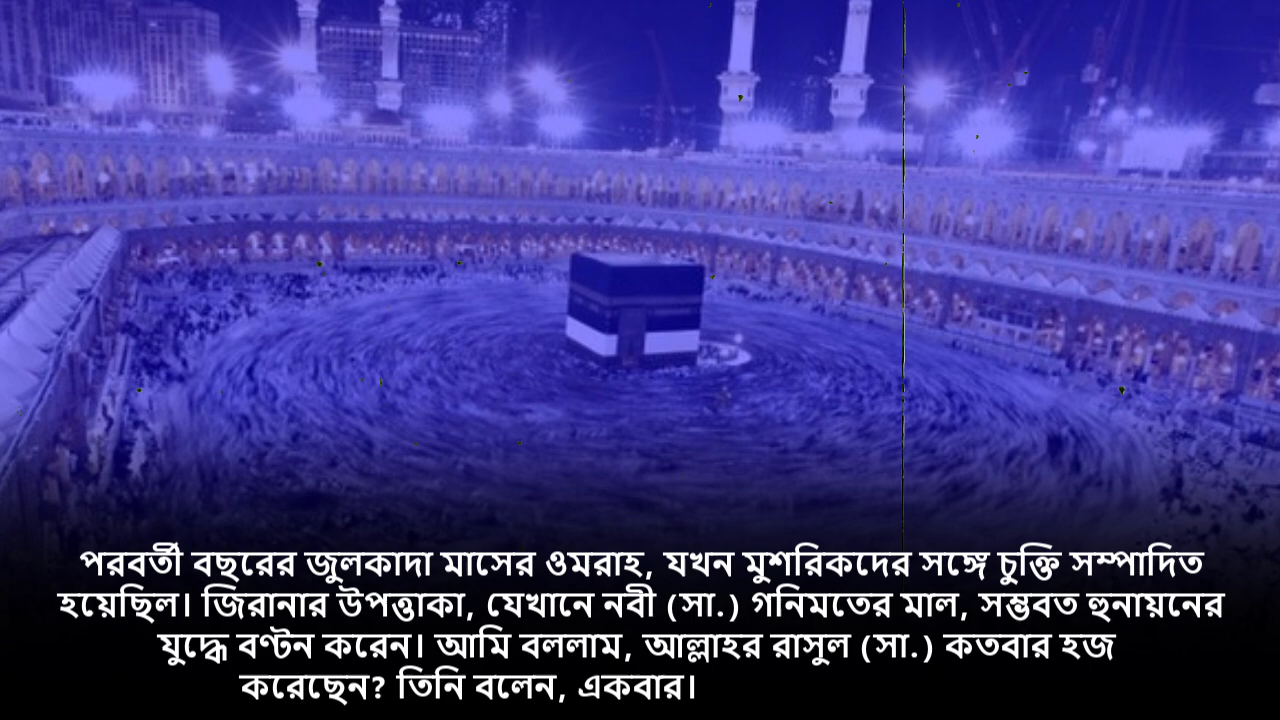 পরবর্তী বছরের জুলকাদা মাসের ওমরাহ, যখন মুশরিকদের সঙ্গে চুক্তি সম্পাদিত
হয়েছিল। জিরানার উপত্তাকা, যেখানে নবী (সা.) গনিমতের মাল, সম্ভবত হুনায়নের
যুদ্ধে বণ্টন করেন। আমি বললাম, আল্লাহর রাসুল (সা.) কতবার হজ
করেছেন? তিনি বলেন, একবার।